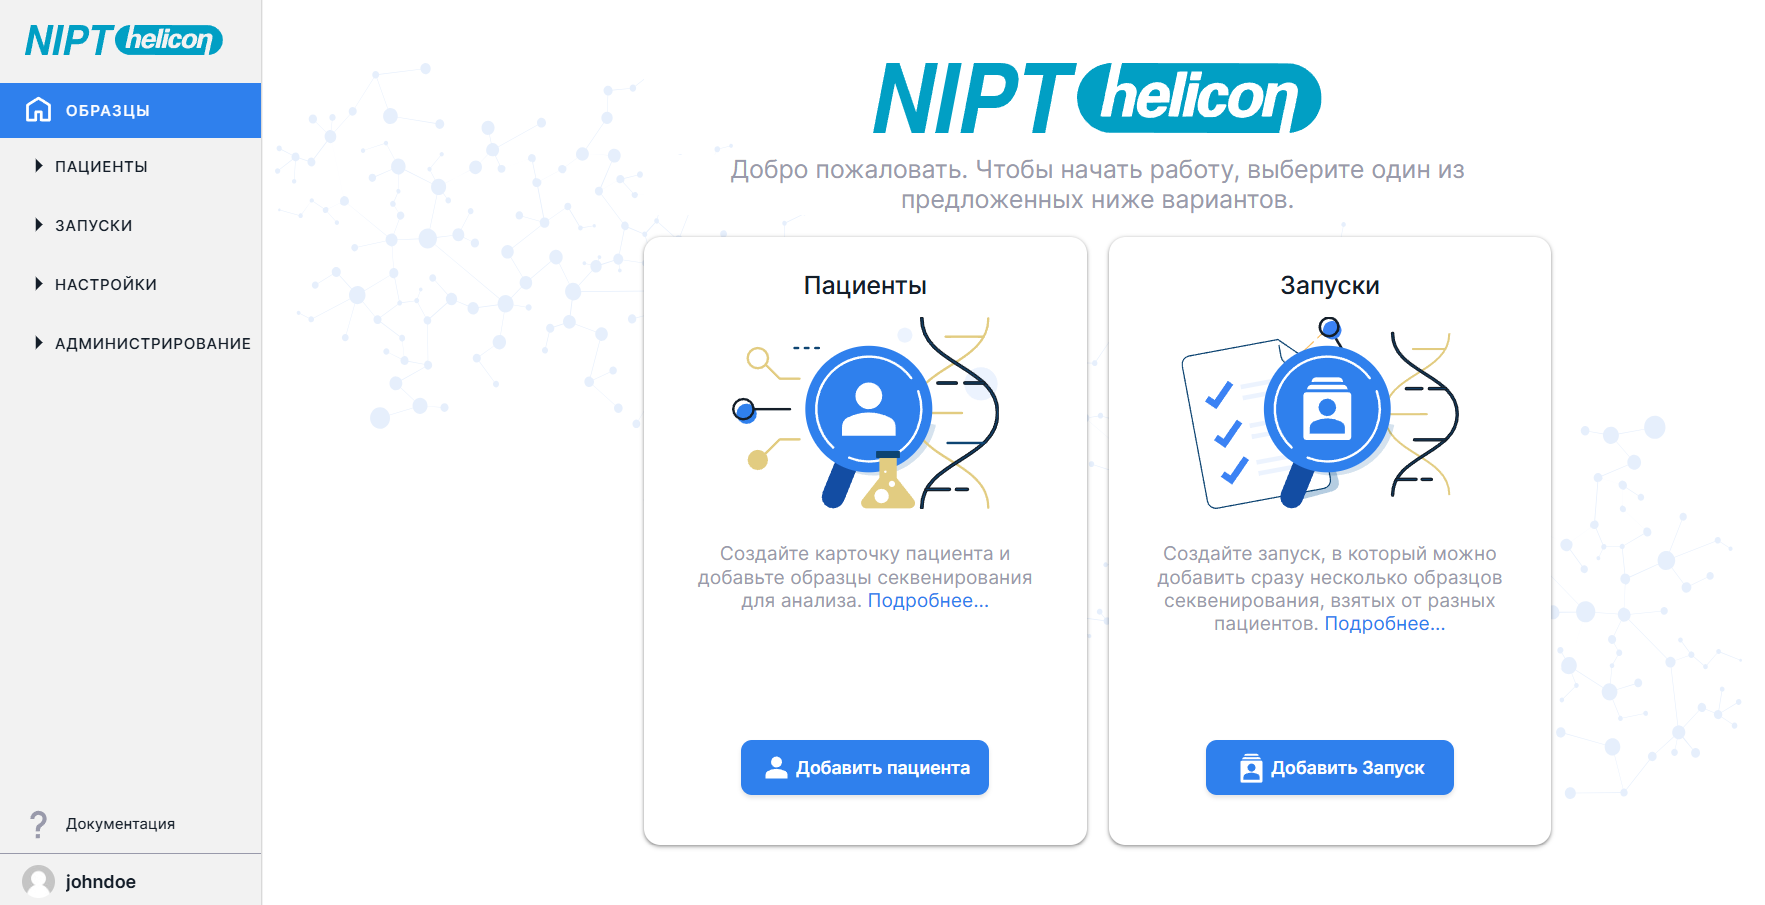 NIPT helicon
ОБРАЗЦЫ
ПАЦИЕНТЫ
ЗАПУСКИ
НАСТРОЙКИ
АДМИНИСТРИРОВАНИЕ
Документация
johndoe
NIPT helicon
Добро пожаловать. Чтобы начать работу, выберите один из
предложенных ниже вариантов.
Пациенты
Создайте карточку пациента и
добавьте образцы секвенирования
для анализа. Подробнее...
Добавить пациента
Запуски
Создайте запуск, в который можно
добавить сразу несколько образцов
секвенирования, взятых от разных
пациентов. Подробнее...
Добавить Запуск